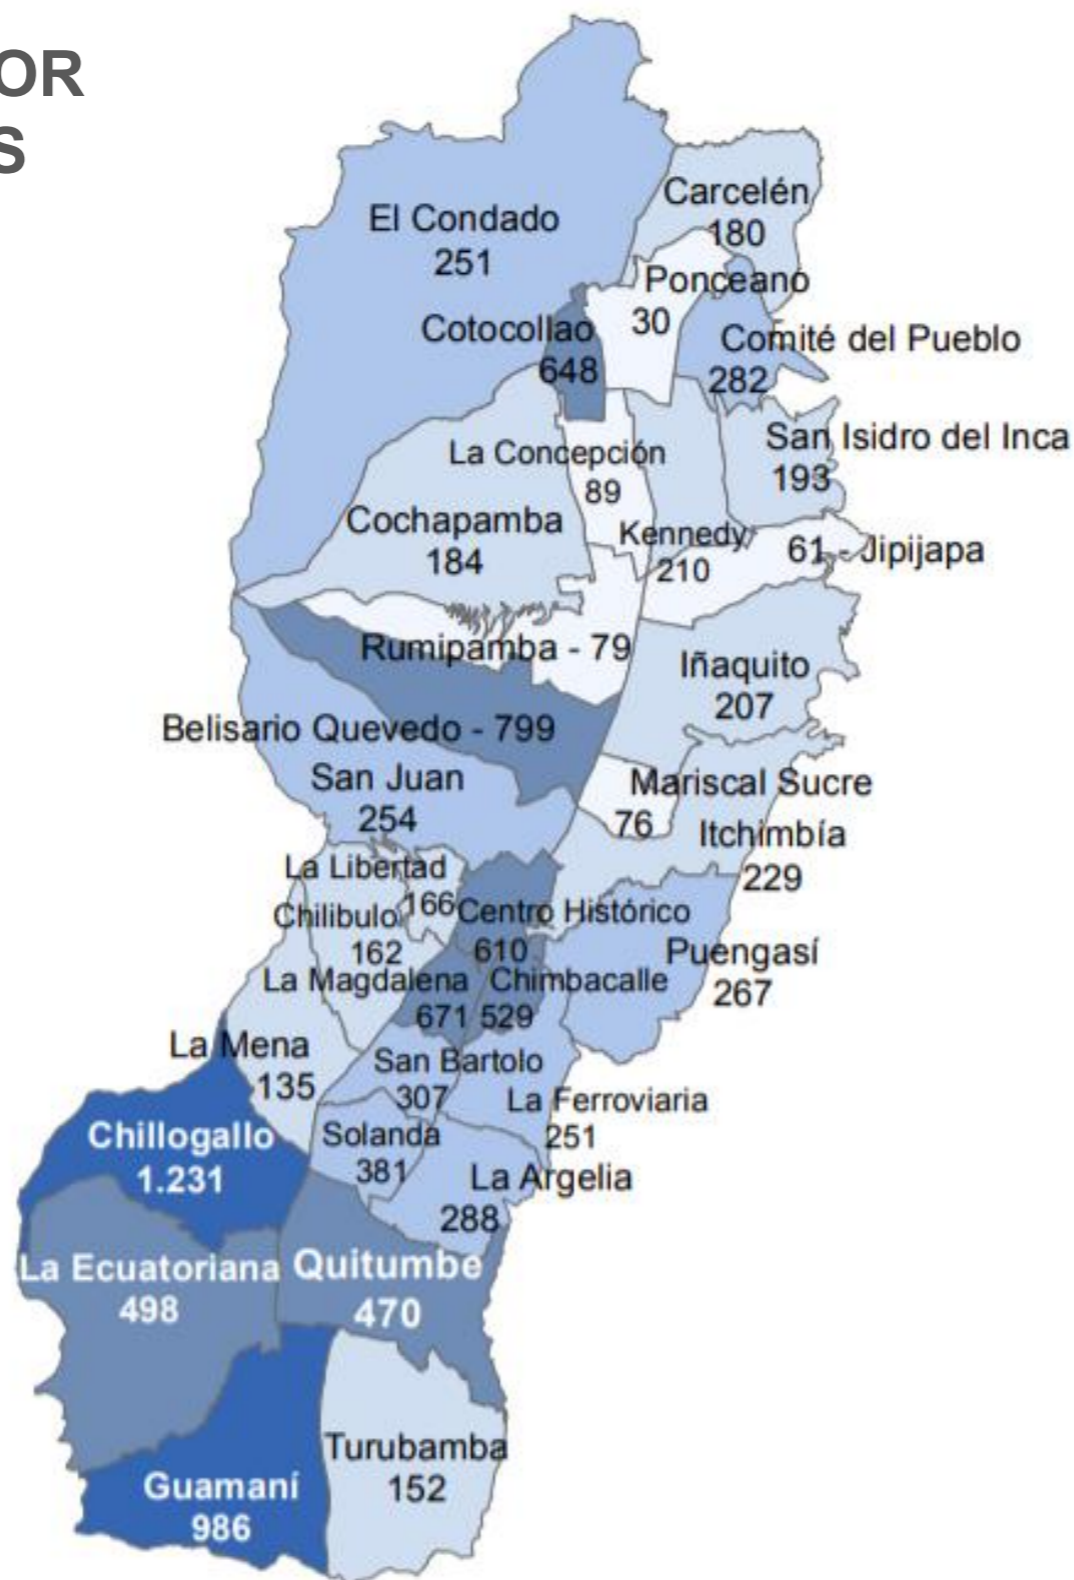 OR
S
Carcelén
180
El Condado
251
Ponceano
30
Cotocollao
648
Comité del Pueblo
282
San Isidro del Inca
193
La Concepción
89
Cochapamba
184
Kennedy
210
61 - Jipijapa
Rumipamba - 79
Iñaquito
207
Belisario Quevedo - 799
San Juan
254
Mariscal Sucre
76
Itchimbía
229
La Libertad
166
Chilibulo
162
Centro Histórico
610
Puengasí
267
La Magdalena
671
Chimbacalle
529
La Mena
135
San Bartolo
307
La Ferroviaria
251
Chillogallo
1.231
Solanda
381
La Argelia
288
La Ecuatoriana
498
Quitumbe
470
Turubamba
152
Guamaní
986